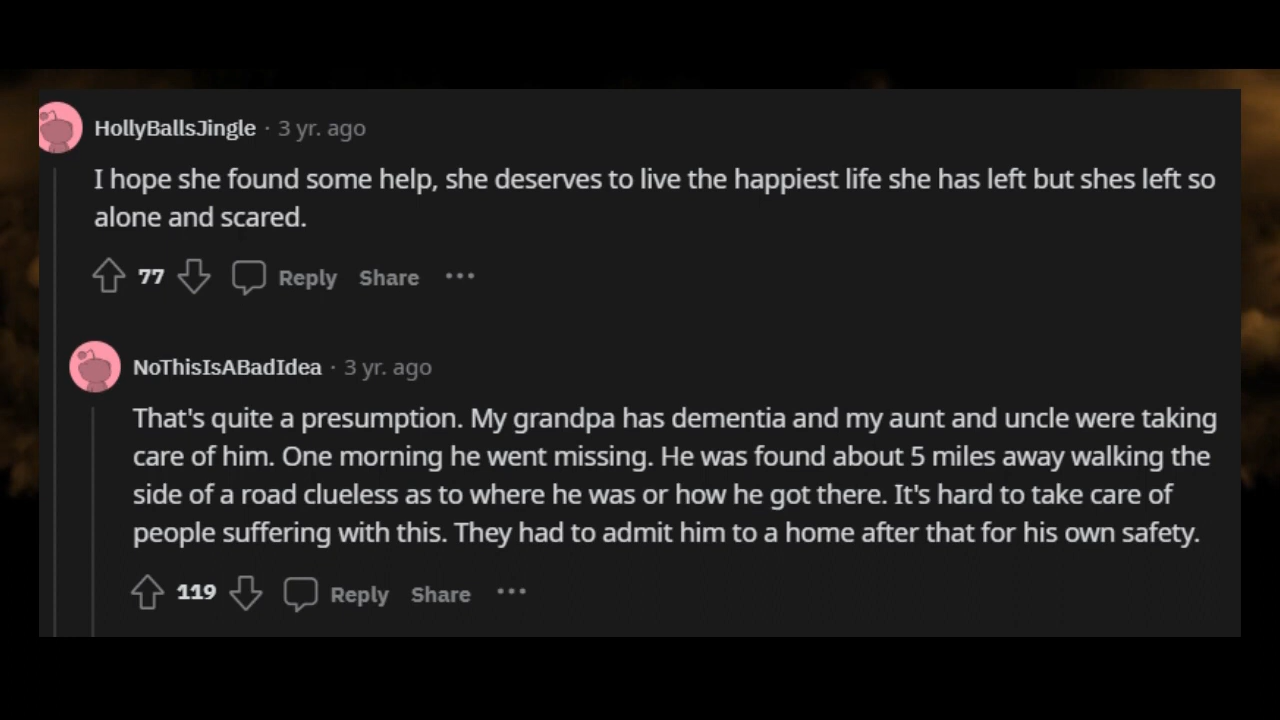 HollyBallsJingle · 3 yr. ago
I hope she found some help, she deserves to live the happiest life she has left but shes left so
alone and scared.
77 Reply Share ···
NoThisIsABadIdea · 3 yr. ago
That's quite a presumption. My grandpa has dementia and my aunt and uncle were taking
care of him. One morning he went missing. He was found about 5 miles away walking the
side of a road clueless as to where he was or how he got there. It's hard to take care of
people suffering with this. They had to admit him to a home after that for his own safety.
119 Reply Share ···